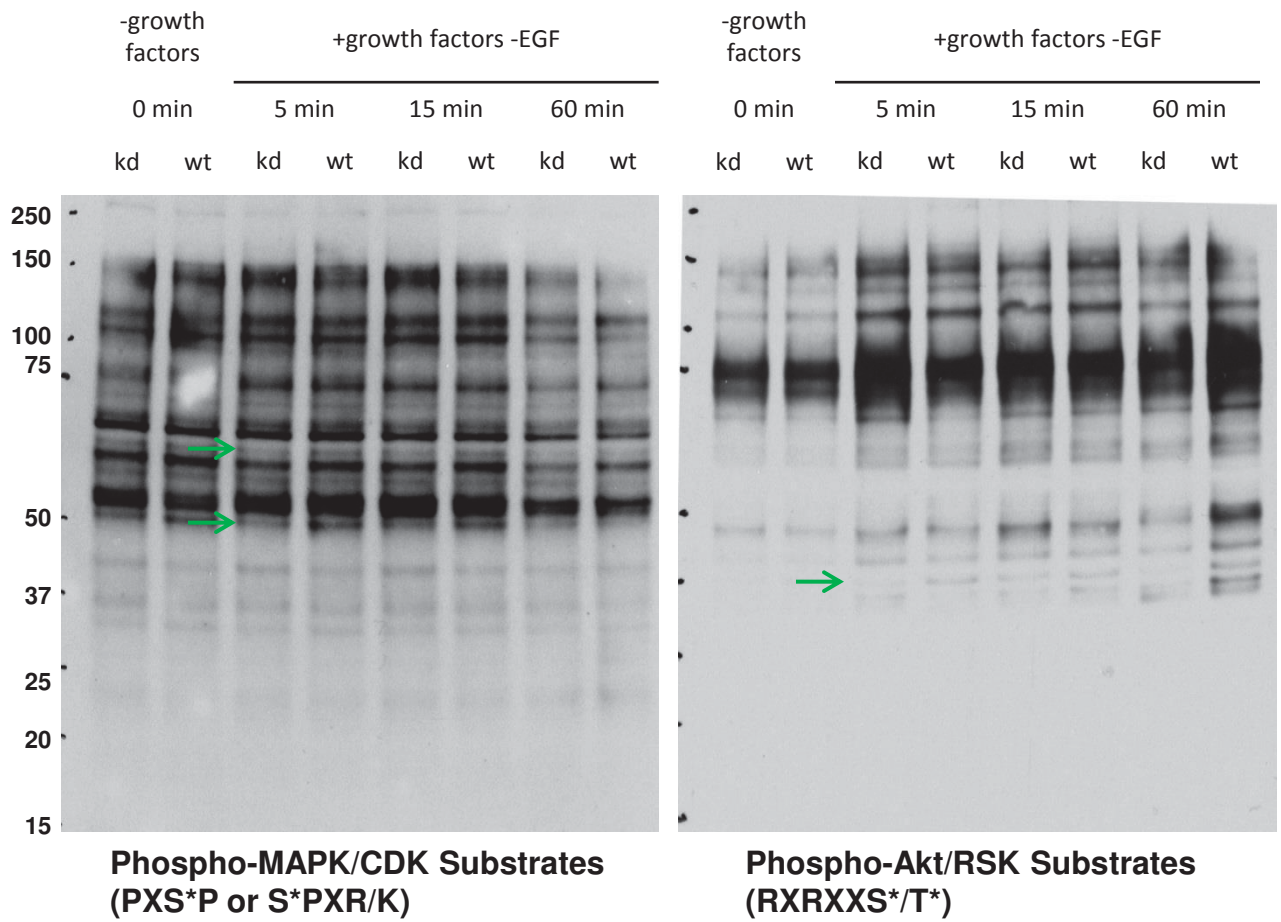 -growth
factors
+growth factors -EGF
0 min 5 min 15 min 60 min
kd wt kd wt kd wt kd wt
-growth
factors
+growth factors -EGF
0 min 5 min 15 min 60 min
kd wt kd wt kd wt kd wt
250
150
100
75
50
37
25
20
15
Phospho-MAPK/CDK Substrates
(PXS*P or S*PXR/K)
Phospho-Akt/RSK Substrates
(RXRXXS*/T*)